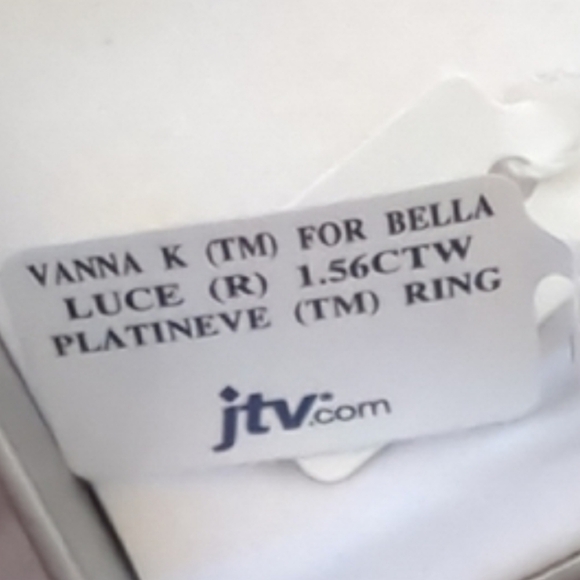 VANNA K (TM) FOR BELLA
LUCE (R) 1.56CTW
PLATINEVE (TM) RING
jtv.com